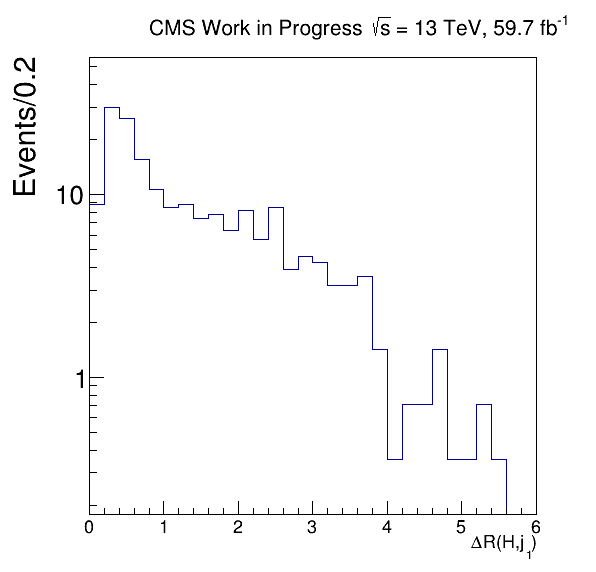 CMS Work in Progress √s = 13 TeV, 59.7 fb⁻¹
Events/0.2
10
1
0 1 2 3 4 5 6
ΔR(H,j₁)